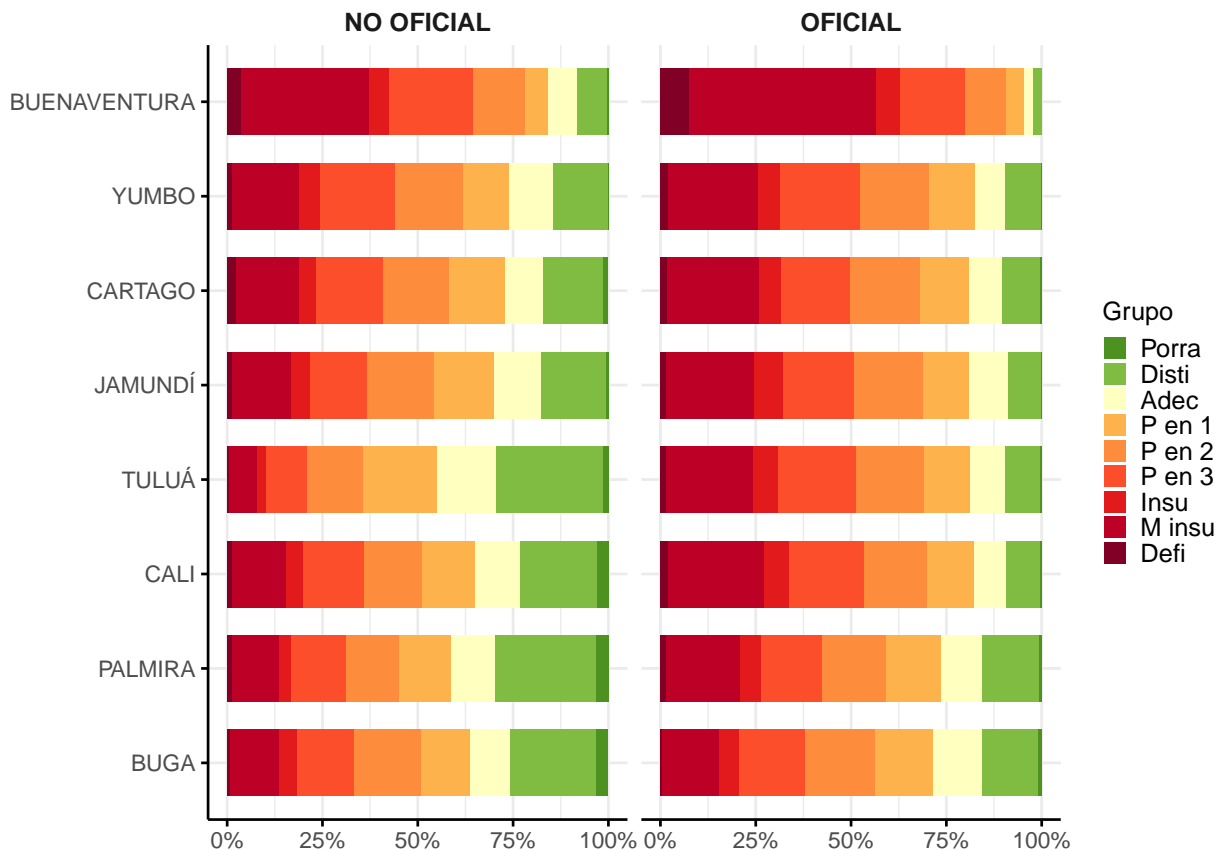 NO OFICIAL
OFICIAL
BUENAVENTURA
YUMBO
CARTAGO
JAMUNDÍ
TULUÁ
CALI
PALMIRA
BUGA
0%
25%
50%
75%
100%
0%
25%
50%
75%
100%
Grupo
Porra
Disti
Adec
P en 1
P en 2
P en 3
Insu
M insu
Defi